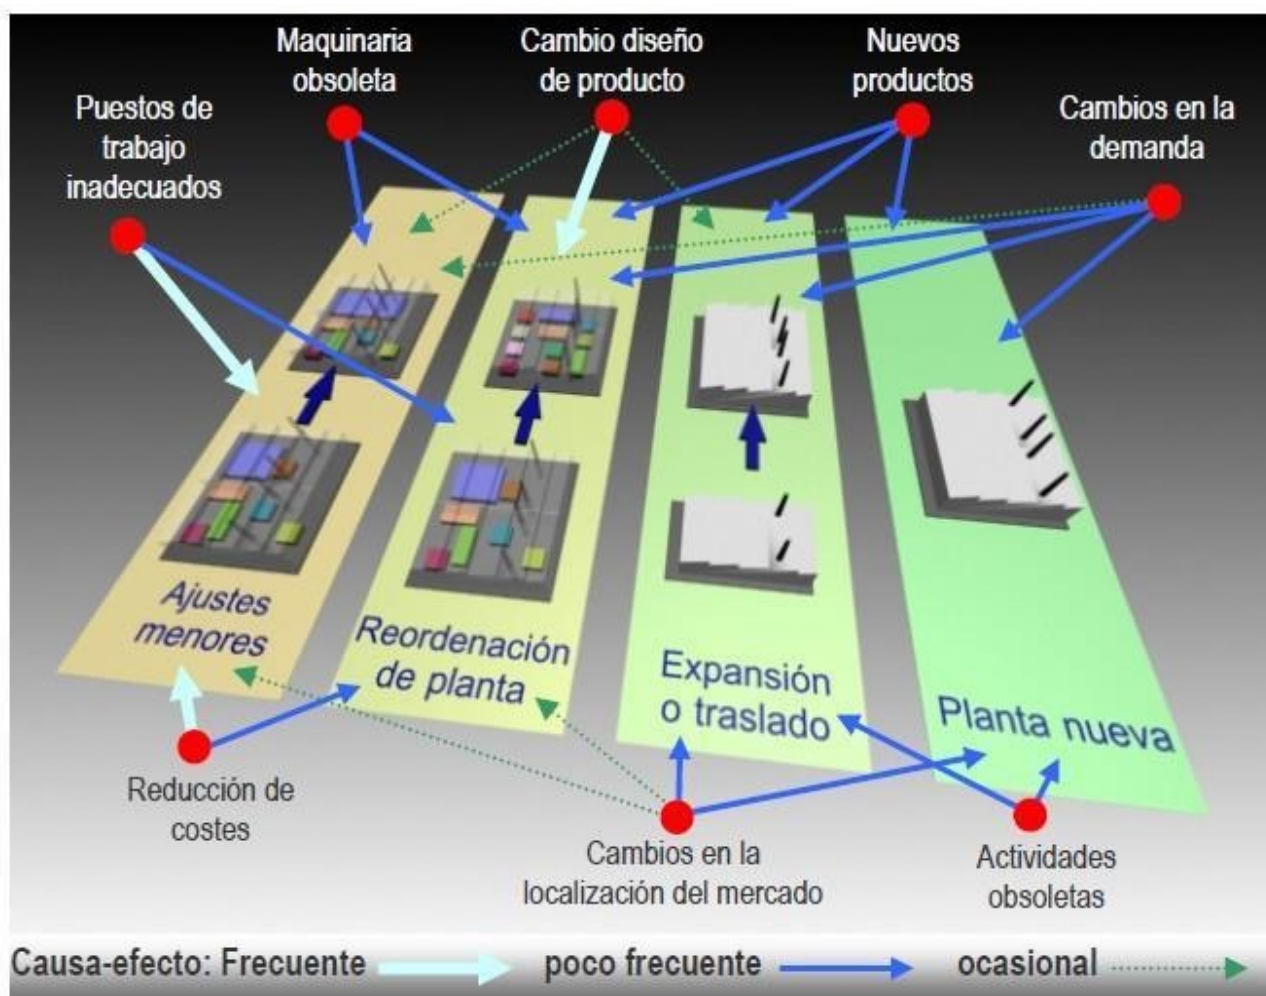 Maquinaria
obsoleta
Cambio diseño
de producto
Nuevos
productos
Puestos de
trabajo
inadecuados
Cambios en la
demanda
Ajustes
menores
Reordenación
de planta
Expansión
o traslado
Planta nueva
Reducción de
costes
Cambios en la
localización del mercado
Actividades
obsoletas
Causa-efecto: Frecuente poco frecuente ocasional